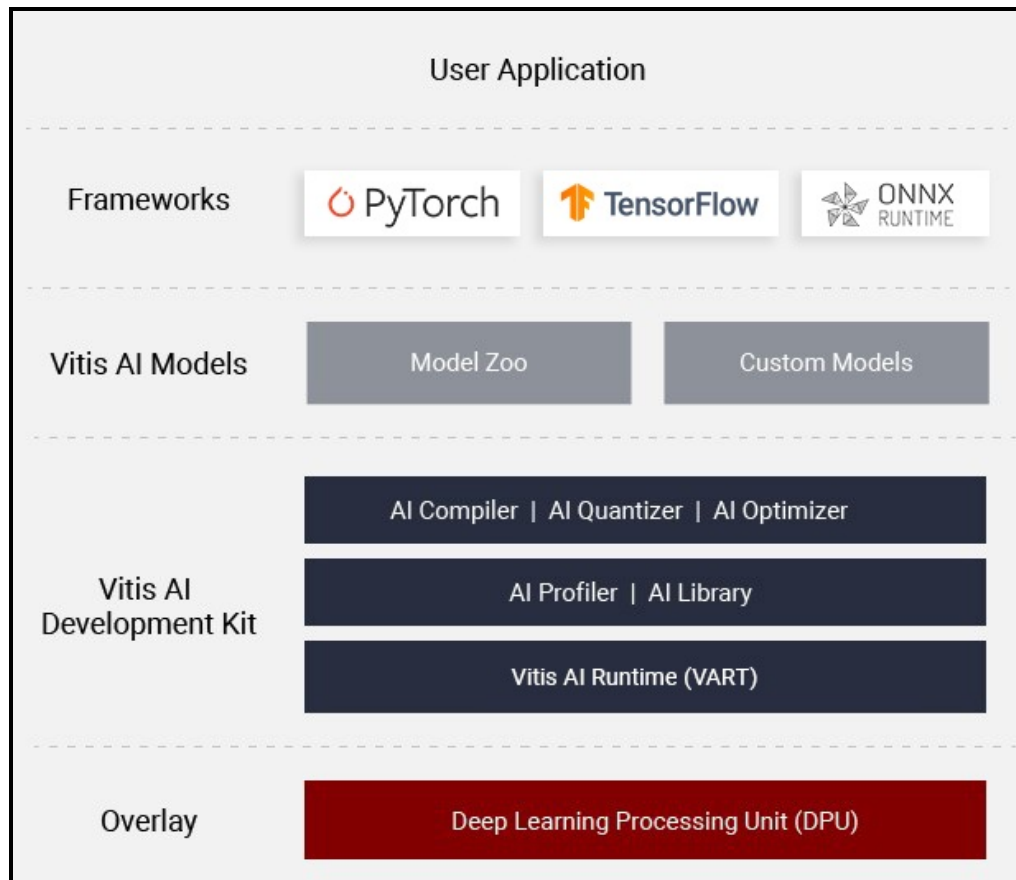 User Application
Frameworks
PyTorch
TensorFlow
ONNX
RUNTIME
Vitis AI Models
Model Zoo
Custom Models
Vitis AI
Development Kit
AI Compiler | AI Quantizer | AI Optimizer
AI Profiler | AI Library
Vitis AI Runtime (VART)
Overlay
Deep Learning Processing Unit (DPU)